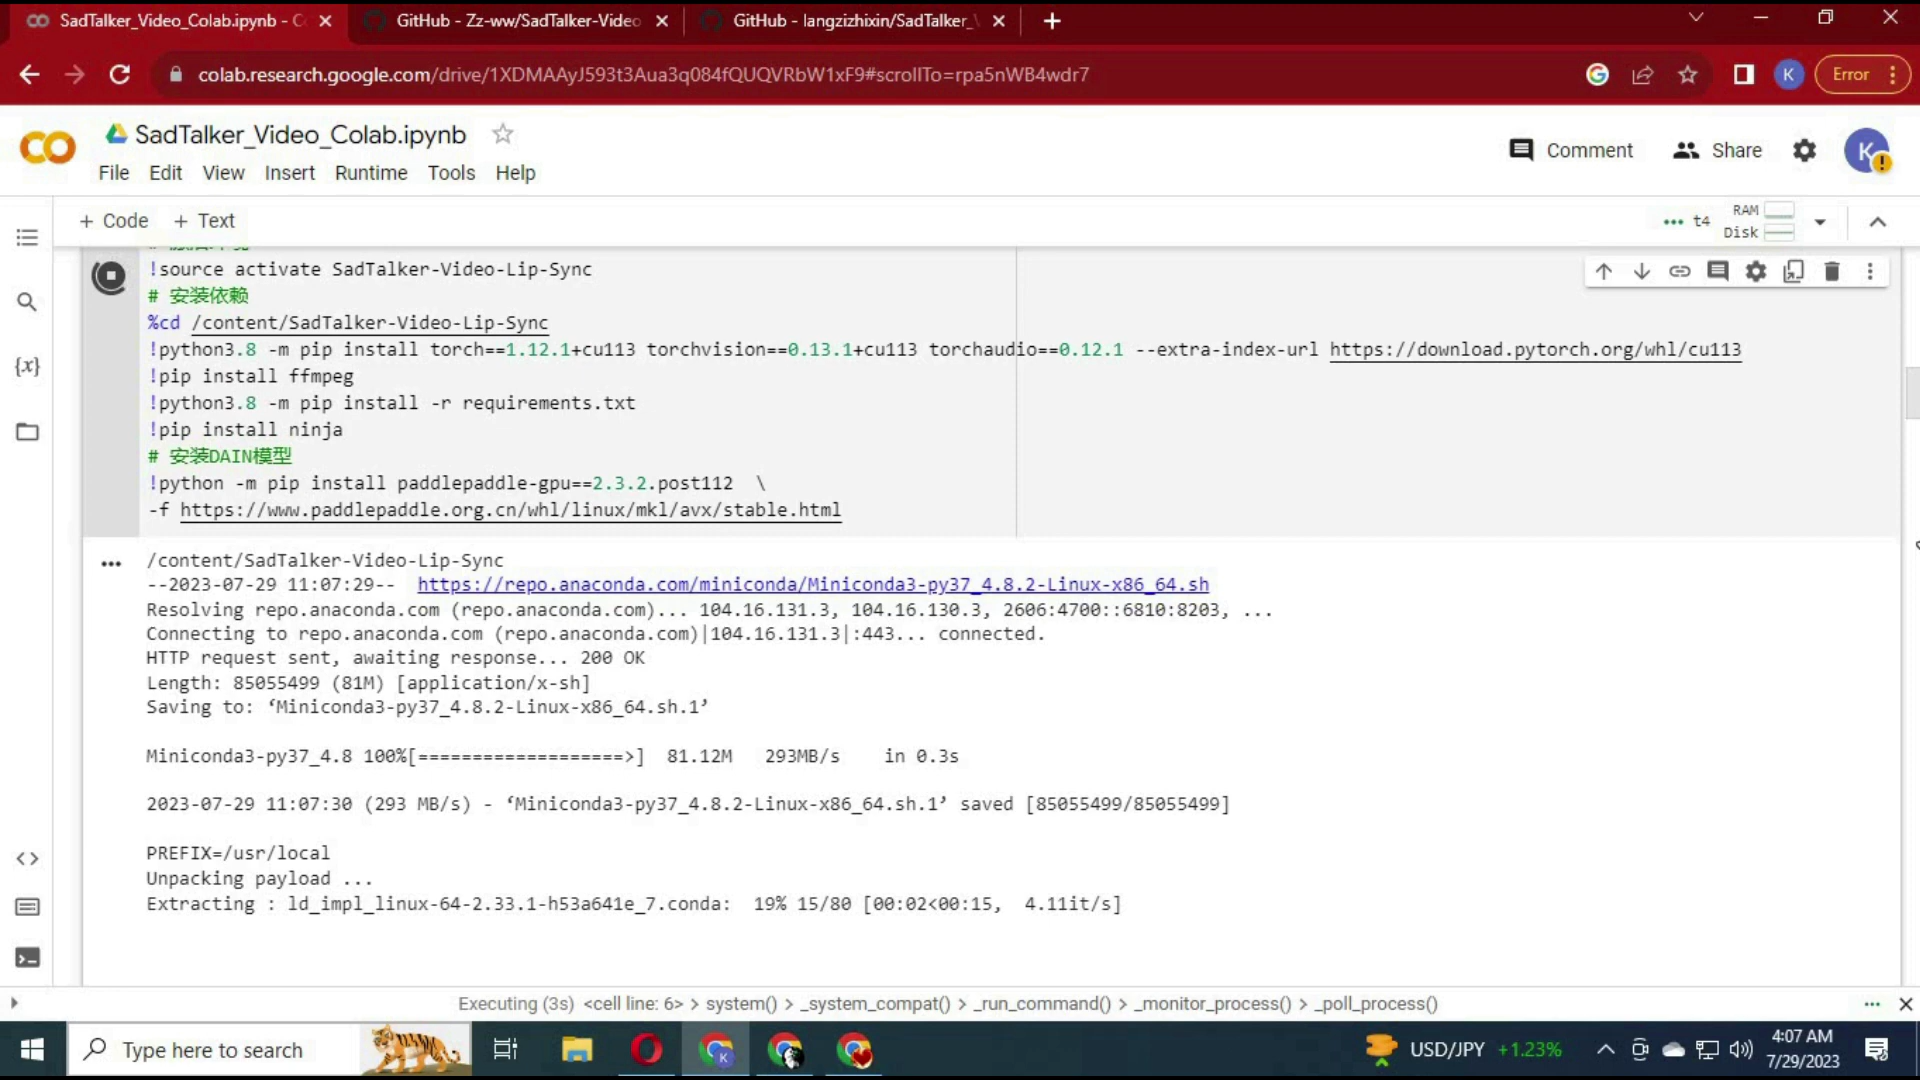 SadTalker_Video_Colab.ipynb - C
GitHub - Zz-ww/SadTalker-Video
GitHub - langzizhixin/SadTalker_
colab.research.google.com/drive/1XDMAAyJ593t3Aua3q084fQUQVRbW1xF9#scrollTo=rpa5nWB4wdr7
K
Error
SadTalker_Video_Colab.ipynb
Comment
Share
K
File Edit View Insert Runtime Tools Help
+ Code + Text
t4
RAM
Disk
!source activate SadTalker-Video-Lip-Sync
# 安装依赖
%cd /content/SadTalker-Video-Lip-Sync
!python3.8 -m pip install torch==1.12.1+cu113 torchvision==0.13.1+cu113 torchaudio==0.12.1 --extra-index-url https://download.pytorch.org/whl/cu113
!pip install ffmpeg
!python3.8 -m pip install -r requirements.txt
!pip install ninja
# 安装DAIN模型
!python -m pip install paddlepaddle-gpu==2.3.2.post112 \
-f https://www.paddlepaddle.org.cn/whl/linux/mkl/avx/stable.html
/content/SadTalker-Video-Lip-Sync
--2023-07-29 11:07:29-- https://repo.anaconda.com/miniconda/Miniconda3-py37_4.8.2-Linux-x86_64.sh
Resolving repo.anaconda.com (repo.anaconda.com)... 104.16.131.3, 104.16.130.3, 2606:4700::6810:8203, ...
Connecting to repo.anaconda.com (repo.anaconda.com)|104.16.131.3|:443... connected.
HTTP request sent, awaiting response... 200 OK
Length: 85055499 (81M) [application/x-sh]
Saving to: ‘Miniconda3-py37_4.8.2-Linux-x86_64.sh.1’
Miniconda3-py37_4.8 100%[===================>] 81.12M 293MB/s in 0.3s
2023-07-29 11:07:30 (293 MB/s) - ‘Miniconda3-py37_4.8.2-Linux-x86_64.sh.1’ saved [85055499/85055499]
PREFIX=/usr/local
Unpacking payload ...
Extracting : ld_impl_linux-64-2.33.1-h53a641e_7.conda: 19% 15/80 [00:02<00:15, 4.11it/s]
Executing (3s) <cell line: 6> > system() > _system_compat() > _run_command() > _monitor_process() > _poll_process()
Type here to search
USD/JPY +1.23%
4:07 AM
7/29/2023